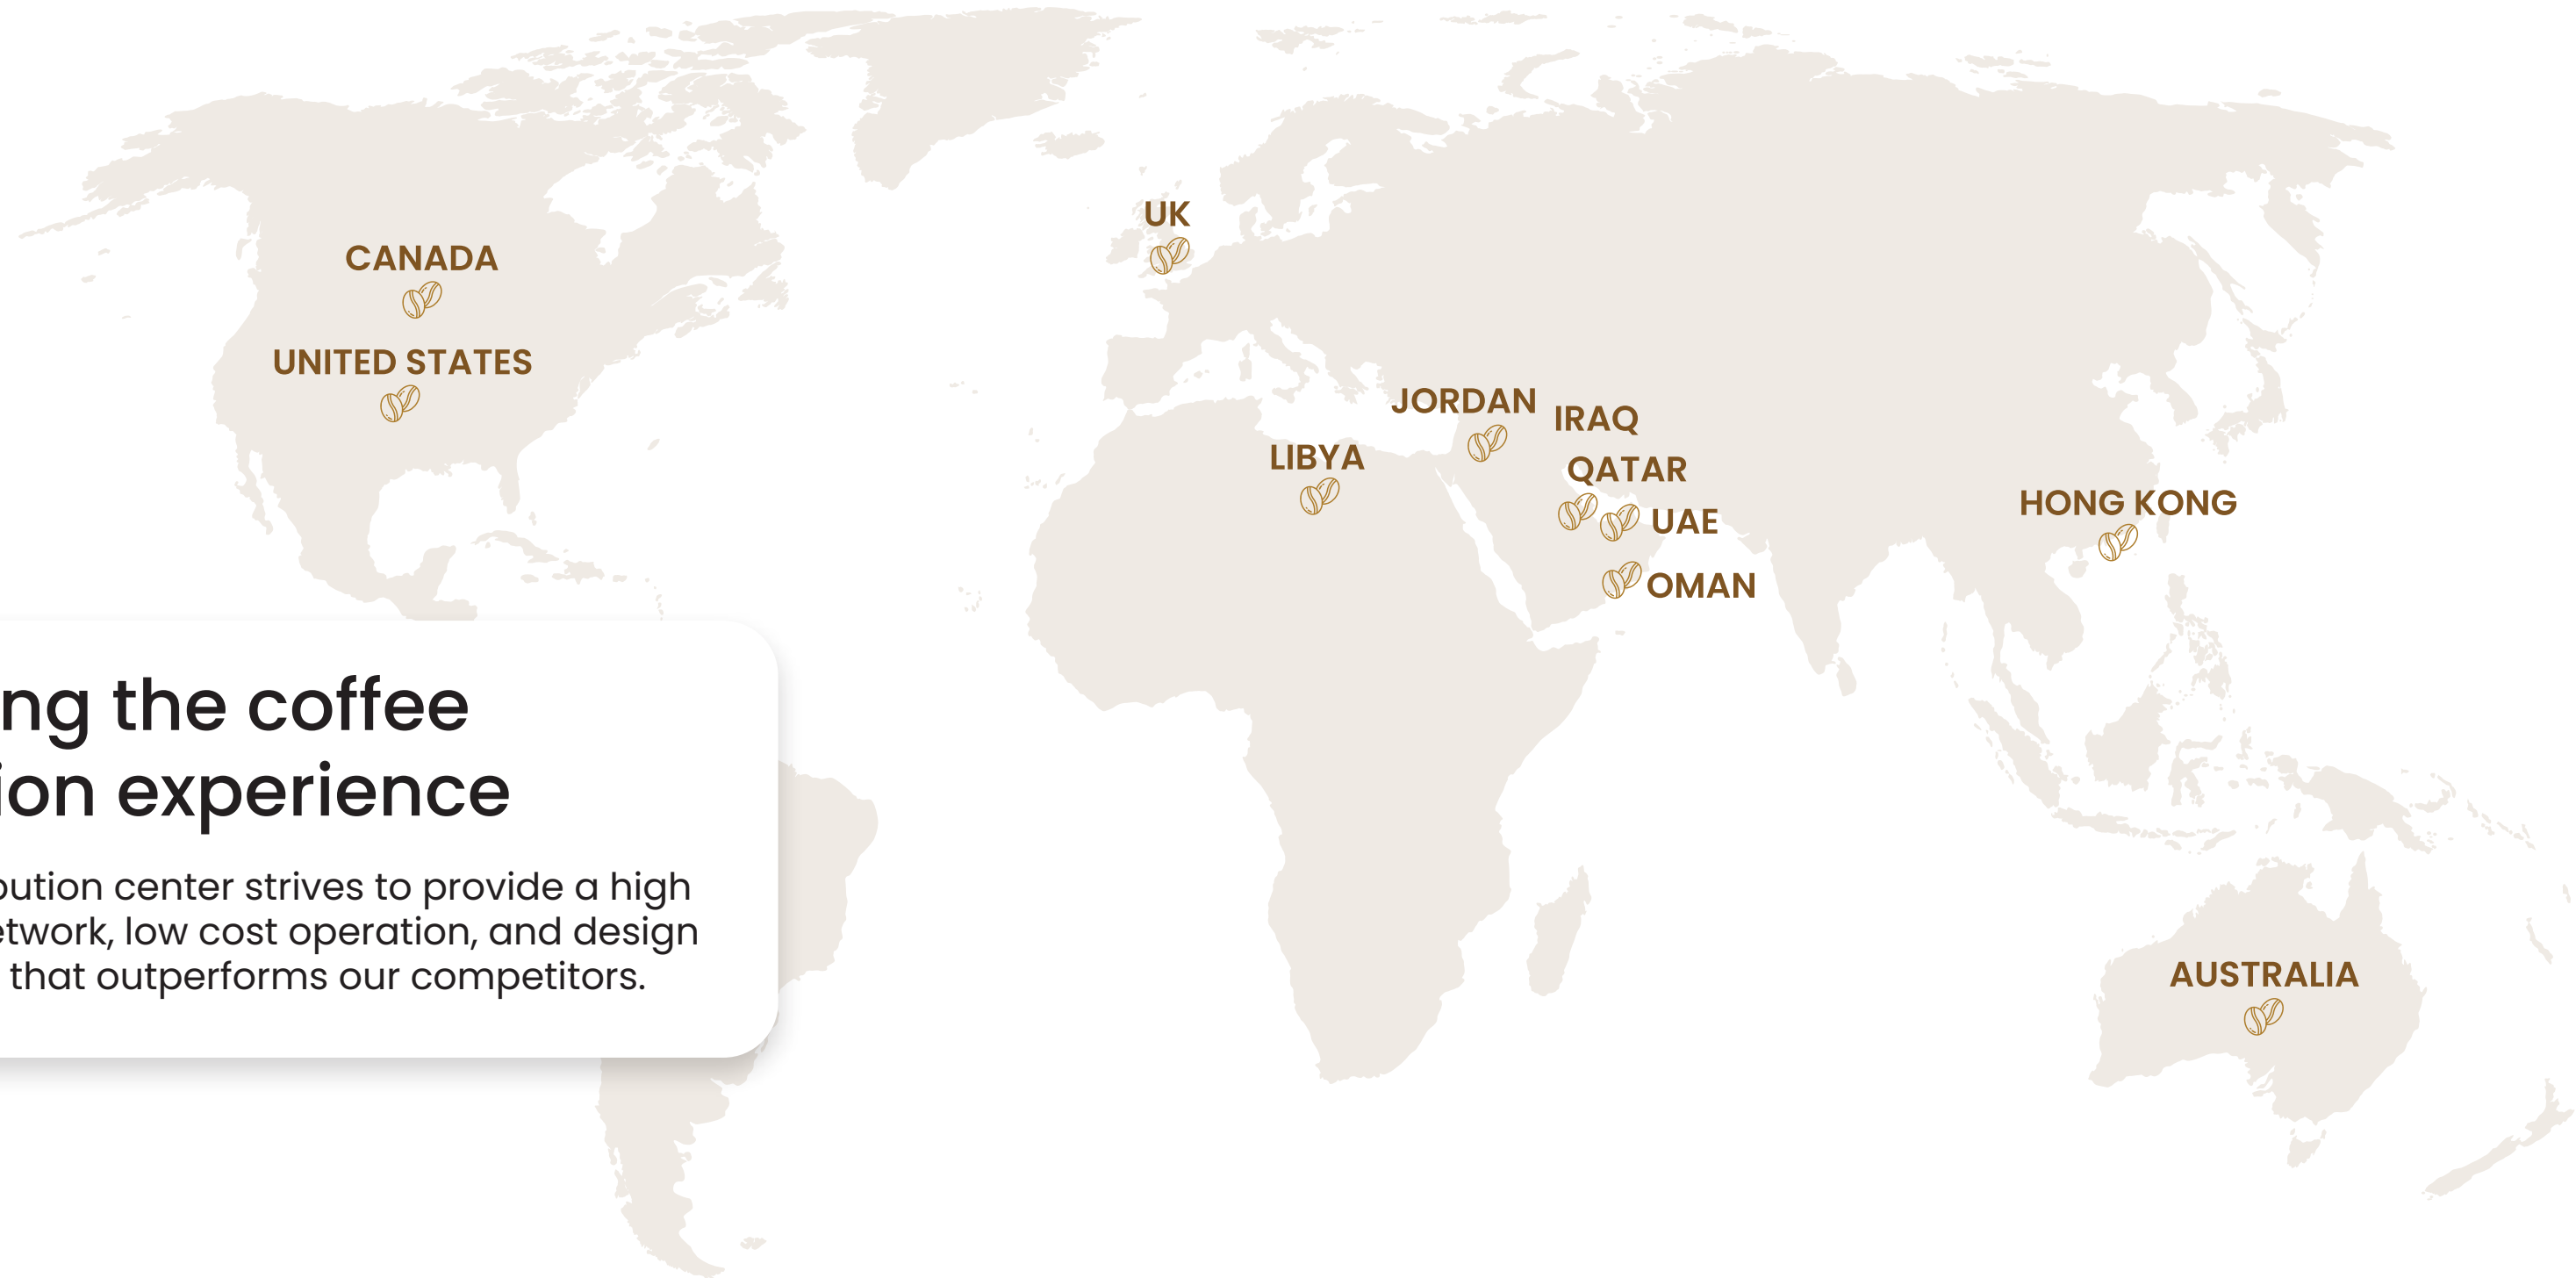 UK
CANADA
UNITED STATES
JORDAN
IRAQ
LIBYA
QATAR
UAE
HONG KONG
OMAN
ng the coffee
ion experience
bution center strives to provide a high
etwork, low cost operation, and design
that outperforms our competitors.
AUSTRALIA